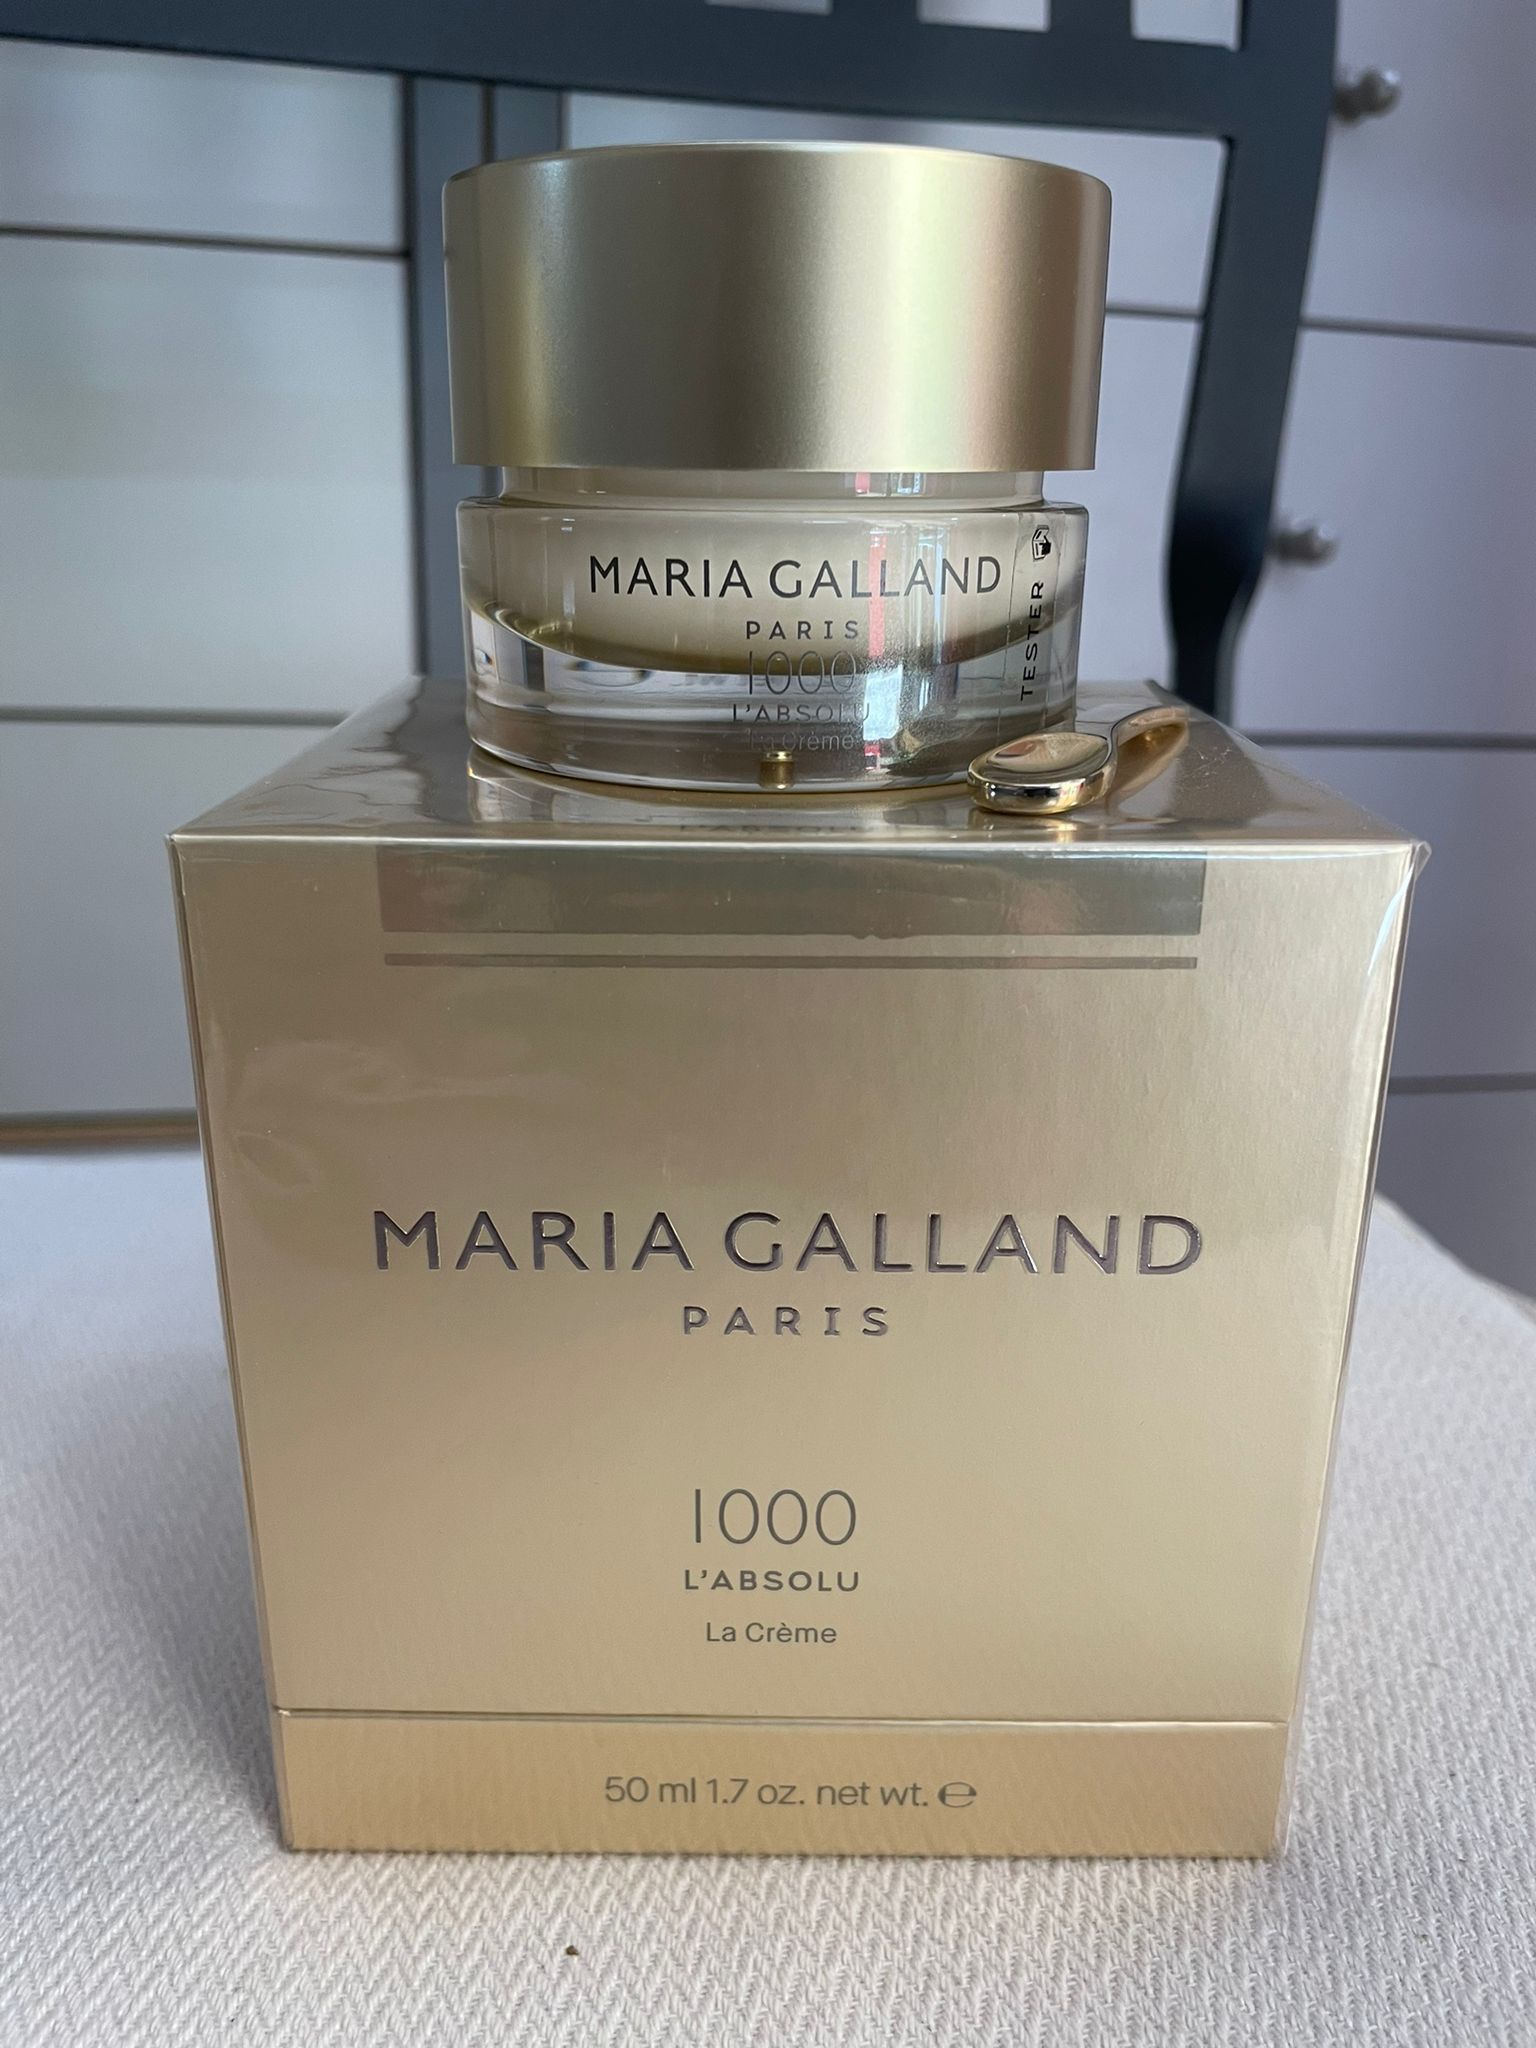 MARIA GALLAND
PARIS
1000
L'ABSOLU
La Crème
TESTER
MARIA GALLAND
PARIS
1000
L'ABSOLU
La Crème
50 ml 1.7 oz. net wt. ℮